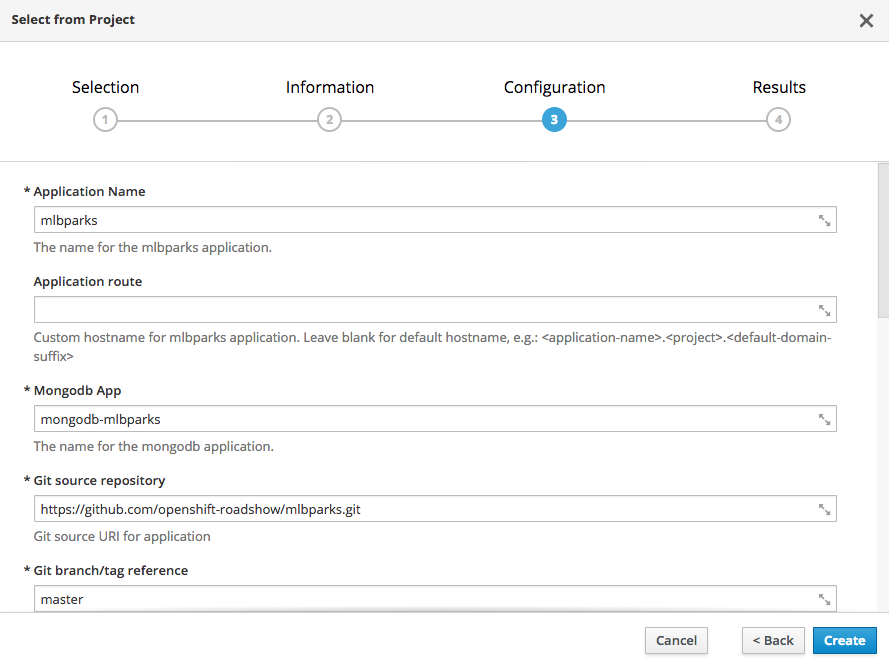 Select from Project
Selection
Information
Configuration
Results
1
2
3
4
* Application Name
mlbparks
The name for the mlbparks application.
Application route
Custom hostname for mlbparks application. Leave blank for default hostname, e.g.: <application-name>.<project>.<default-domain-
suffix>
* Mongodb App
mongodb-mlbparks
The name for the mongodb application.
* Git source repository
https://github.com/openshift-roadshow/mlbparks.git
Git source URI for application
* Git branch/tag reference
master
Cancel
< Back
Create